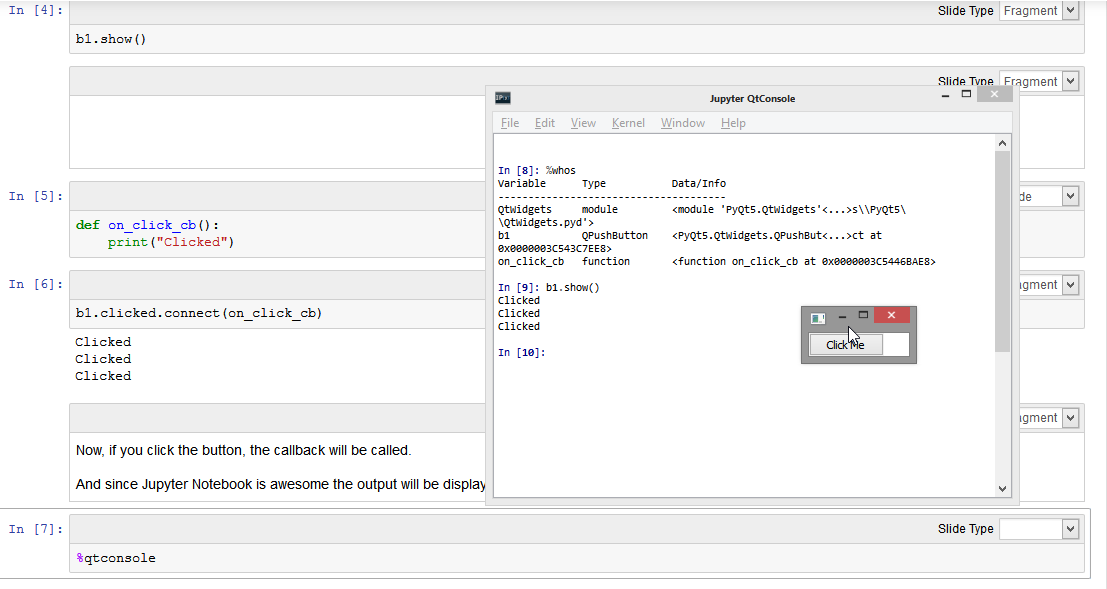 In [4]:
Slide Type Fragment
b1.show()
Slide Type Fragment
In [5]:
de
def on_click_cb():
print("Clicked")
In [6]:
gment
b1.clicked.connect(on_click_cb)
Clicked
Clicked
Clicked
gment
Now, if you click the button, the callback will be called.
And since Jupyter Notebook is awesome the output will be display
In [7]:
Slide Type
%qtconsole
IP
Jupyter QtConsole
File Edit View Kernel Window Help
In [8]: %whos
Variable Type Data/Info
----------------------------------------
QtWidgets module <module 'PyQt5.QtWidgets'<...>s\\PyQt5\
\QtWidgets.pyd'>
b1 QPushButton <PyQt5.QtWidgets.QPushBut<...>ct at
0x0000003C543C7EE8>
on_click_cb function <function on_click_cb at 0x0000003C5446BAE8>
In [9]: b1.show()
Clicked
Clicked
Clicked
In [10]:
Click Me